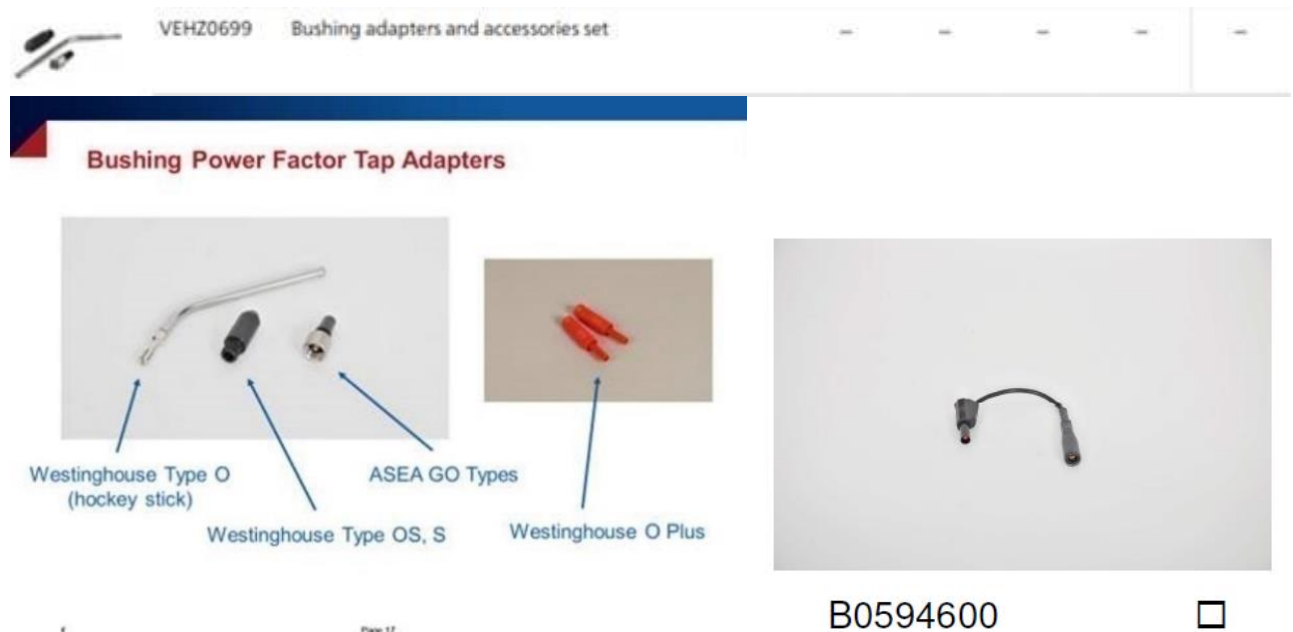 VEHZ0699 Bushing adapters and accessories set – – – – –
Bushing Power Factor Tap Adapters
Westinghouse Type O
(hockey stick)
ASEA GO Types
Westinghouse Type OS, S
Westinghouse O Plus
B0594600